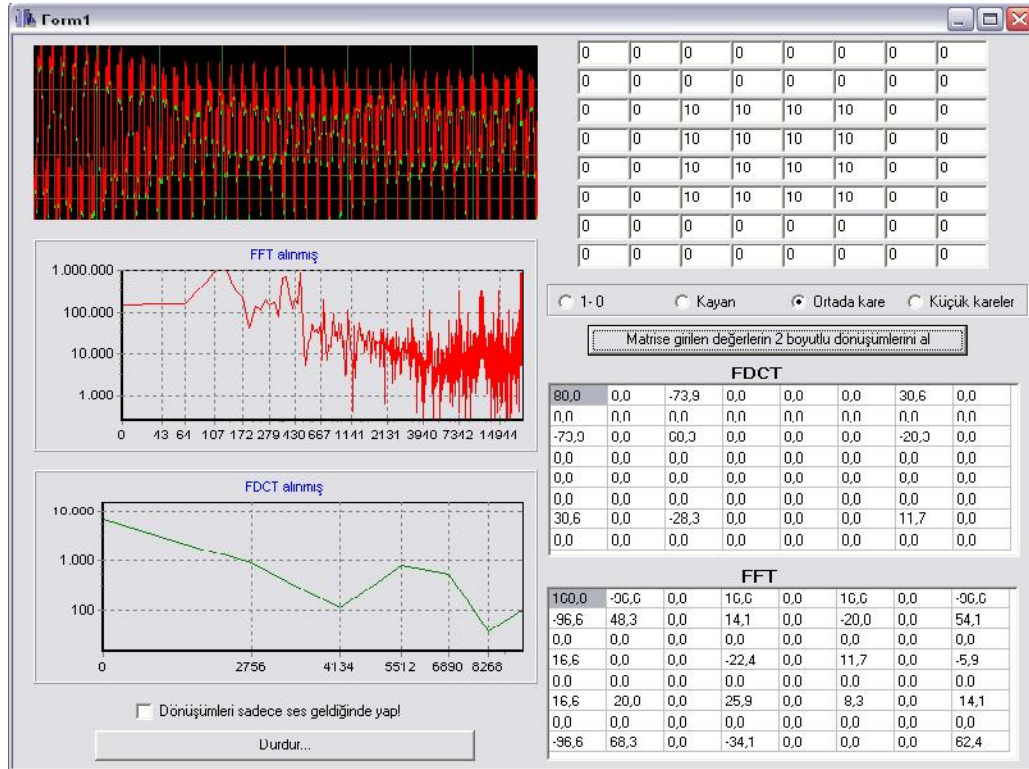 Form1
0 0 0 0 0 0 0 0
0 0 0 0 0 0 0 0
0 0 10 10 10 10 0 0
0 0 10 10 10 10 0 0
0 0 10 10 10 10 0 0
0 0 10 10 10 10 0 0
0 0 0 0 0 0 0 0
0 0 0 0 0 0 0 0
FFT alınmış
1.000.000
100.000
10.000
1.000
0 43 64 107 172 279 430 667 1141 2131 3940 7342 14944
1-0 Kayan Ortada kare Küçük kareler
Matrise girilen değerlerin 2 boyutlu dönüşümlerini al
FDCT
80,0 0,0 -73,9 0,0 0,0 0,0 30,6 0,0
0,0 0,0 0,0 0,0 0,0 0,0 0,0 0,0
0,0 0,0 0,0 0,0
0,0 0,0 0,0 0,0 0,0 0,0 0,0 0,0
0,0 0,0 0,0 0,0 0,0 0,0 0,0 0,0
0,0 0,0 0,0 0,0 0,0 0,0 0,0 0,0
30,6 0,0 -28,3 0,0 0,0 0,0 11,7 0,0
0,0 0,0 0,0 0,0 0,0 0,0 0,0 0,0
FDCT alınmış
10.000
1.000
100
0 2756 4134 5512 6890 8268
FFT
160,0 0,0 0,0 0,0
-96,6 48,3 0,0 14,1 0,0 -20,0 0,0 54,1
0,0 0,0 0,0 0,0 0,0 0,0 0,0 0,0
16,6 0,0 0,0 -22,4 0,0 11,7 0,0 -5,9
0,0 0,0 0,0 0,0 0,0 0,0 0,0 0,0
16,6 20,0 0,0 25,9 0,0 8,3 0,0 14,1
0,0 0,0 0,0 0,0 0,0 0,0 0,0 0,0
-96,6 68,3 0,0 -34,1 0,0 0,0 0,0 62,4
Dönüşümleri sadece ses geldiğinde yap!
Durdur...